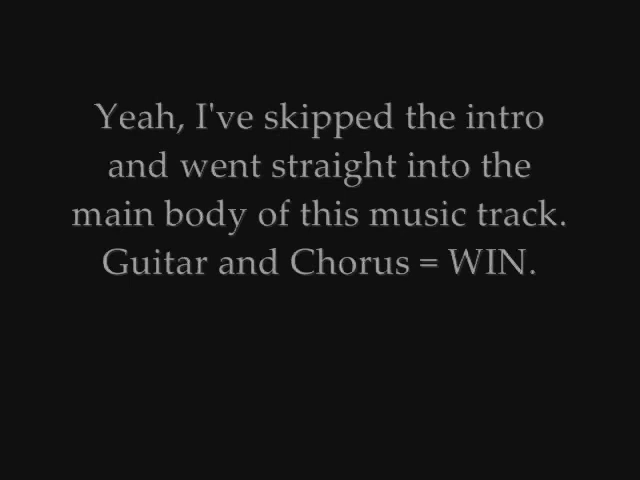 Yeah, I've skipped the intro
and went straight into the
main body of this music track.
Guitar and Chorus = WIN.